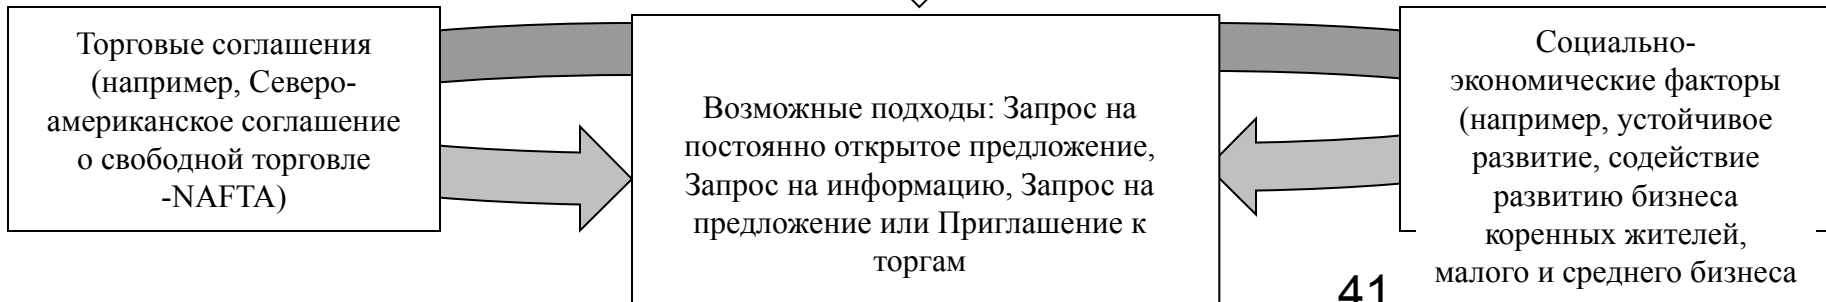 Торговые соглашения
(например, Северо-
американское соглашение
о свободной торговле
-NAFTA)
Возможные подходы: Запрос на
постоянно открытое предложение,
Запрос на информацию, Запрос на
предложение или Приглашение к
торгам
Социально-
экономические факторы
(например, устойчивое
развитие, содействие
развитию бизнеса
коренных жителей,
малого и среднего бизнеса
41